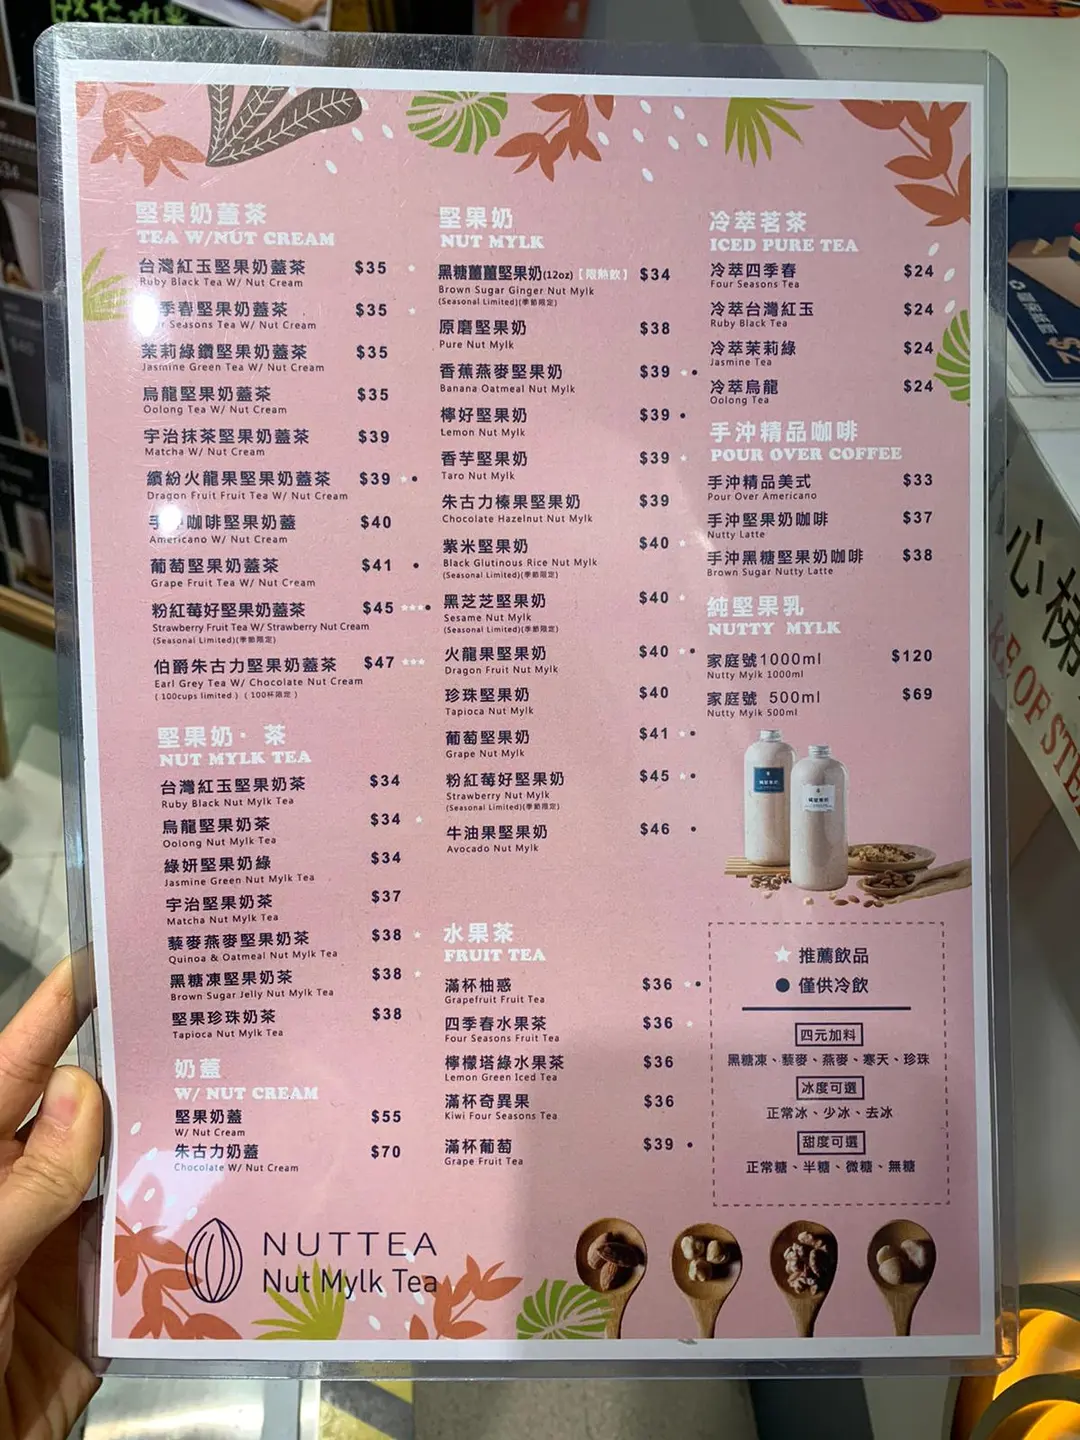 堅果奶蓋茶
TEA W/NUT CREAM
台灣紅玉堅果奶蓋茶 $35
Ruby Black Tea W/ Nut Cream
季春堅果奶蓋茶 $35
Seasons Tea W/ Nut Cream
茉莉綠鑽堅果奶蓋茶 $35
Jasmine Green Tea W/ Nut Cream
烏龍堅果奶蓋茶 $35
Oolong Tea W/ Nut Cream
宇治抹茶堅果奶蓋茶 $39
Matcha W/ Nut Cream
繽紛火龍果堅果奶蓋茶 $39
Dragon Fruit Fruit Tea W/ Nut Cream
手沖咖啡堅果奶蓋 $40
Americano W/ Nut Cream
葡萄堅果奶蓋茶 $41 ●
Grape Fruit Tea W/ Nut Cream
粉紅莓好堅果奶蓋茶 $45 ★★★●
Strawberry Fruit Tea W/ Strawberry Nut Cream
(Seasonal Limited)(季節限定)
伯爵朱古力堅果奶蓋茶 $47 ★★★
Earl Grey Tea W/ Chocolate Nut Cream
(100cups limited) (100杯限定)
堅果奶·茶
NUT MYLK TEA
台灣紅玉堅果奶茶 $34
Ruby Black Nut Mylk Tea
烏龍堅果奶茶 $34 ★
Oolong Nut Mylk Tea
綠妍堅果奶綠 $34
Jasmine Green Nut Mylk Tea
宇治堅果奶茶 $37
Matcha Nut Mylk Tea
藜麥燕麥堅果奶茶 $38 ★
Quinoa & Oatmeal Nut Mylk Tea
黑糖凍堅果奶茶 $38 ★
Brown Sugar Jelly Nut Mylk Tea
堅果珍珠奶茶 $38
Tapioca Nut Mylk Tea
奶蓋
W/ NUT CREAM
堅果奶蓋 $55
W/ Nut Cream
朱古力奶蓋 $70
Chocolate W/ Nut Cream
NUTTEA
Nut Mylk Tea
堅果奶
NUT MYLK
黑糖薑薑堅果奶(12oz)【限熱飲】 $34
Brown Sugar Ginger Nut Mylk
(Seasonal Limited)(季節限定)
原磨堅果奶 $38
Pure Nut Mylk
香蕉燕麥堅果奶 $39 ★●
Banana Oatmeal Nut Mylk
檸好堅果奶 $39 ●
Lemon Nut Mylk
香芋堅果奶 $39 ★
Taro Nut Mylk
朱古力榛果堅果奶 $39
Chocolate Hazelnut Nut Mylk
紫米堅果奶 $40 ★
Black Glutinous Rice Nut Mylk
(Seasonal Limited)(季節限定)
黑芝芝堅果奶 $40 ★
Sesame Nut Mylk
(Seasonal Limited)(季節限定)
火龍果堅果奶 $40 ★●
Dragon Fruit Nut Mylk
珍珠堅果奶 $40
Tapioca Nut Mylk
葡萄堅果奶 $41 ★●
Grape Nut Mylk
粉紅莓好堅果奶 $45 ★●
Strawberry Nut Mylk
(Seasonal Limited)(季節限定)
牛油果堅果奶 $46 ●
Avocado Nut Mylk
水果茶
FRUIT TEA
滿杯柚惑 $36 ★●
Grapefruit Fruit Tea
四季春水果茶 $36 ★
Four Seasons Fruit Tea
檸檬塔綠水果茶 $36
Lemon Green Iced Tea
滿杯奇異果 $36
Kiwi Four Seasons Tea
滿杯葡萄 $39 ●
Grape Fruit Tea
冷萃茗茶
ICED PURE TEA
冷萃四季春 $24
Four Seasons Tea
冷萃台灣紅玉 $24
Ruby Black Tea
冷萃茉莉綠 $24
Jasmine Tea
冷萃烏龍 $24
Oolong Tea
手沖精品咖啡
POUR OVER COFFEE
手沖精品美式 $33
Pour Over Americano
手沖堅果奶咖啡 $37
Nutty Latte
手沖黑糖堅果奶咖啡 $38
Brown Sugar Nutty Latte
純堅果乳
NUTTY MYLK
家庭號1000ml $120
Nutty Mylk 1000ml
家庭號 500ml $69
Nutty Mylk 500ml
★ 推薦飲品
● 僅供冷飲
四元加料
黑糖凍、藜麥、燕麥、寒天、珍珠
冰度可選
正常冰、少冰、去冰
甜度可選
正常糖、半糖、微糖、無糖